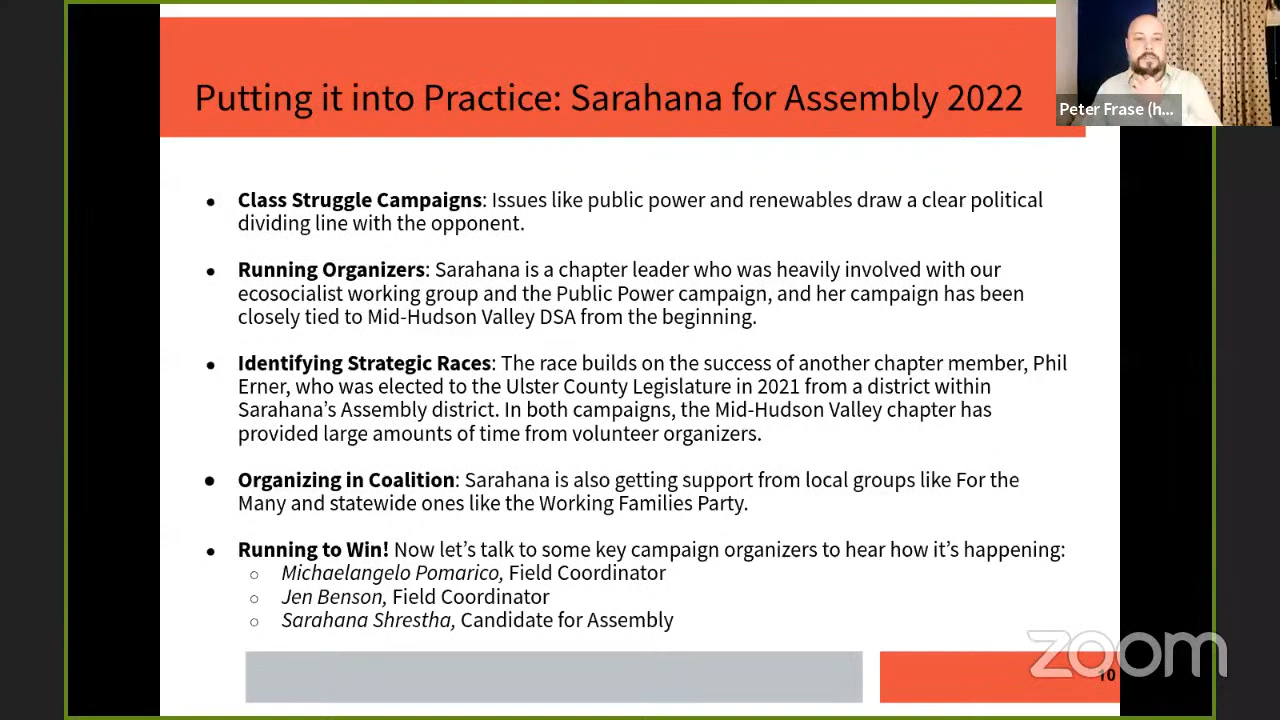 Putting it into Practice: Sarahana for Assembly 2022
Peter Frase (h...
● Class Struggle Campaigns: Issues like public power and renewables draw a clear political
dividing line with the opponent.
● Running Organizers: Sarahana is a chapter leader who was heavily involved with our
ecosocialist working group and the Public Power campaign, and her campaign has been
closely tied to Mid-Hudson Valley DSA from the beginning.
● Identifying Strategic Races: The race builds on the success of another chapter member, Phil
Erner, who was elected to the Ulster County Legislature in 2021 from a district within
Sarahana’s Assembly district. In both campaigns, the Mid-Hudson Valley chapter has
provided large amounts of time from volunteer organizers.
● Organizing in Coalition: Sarahana is also getting support from local groups like For the
Many and statewide ones like the Working Families Party.
● Running to Win! Now let’s talk to some key campaign organizers to hear how it’s happening:
○ Michaelangelo Pomarico, Field Coordinator
○ Jen Benson, Field Coordinator
○ Sarahana Shrestha, Candidate for Assembly
zoom
10